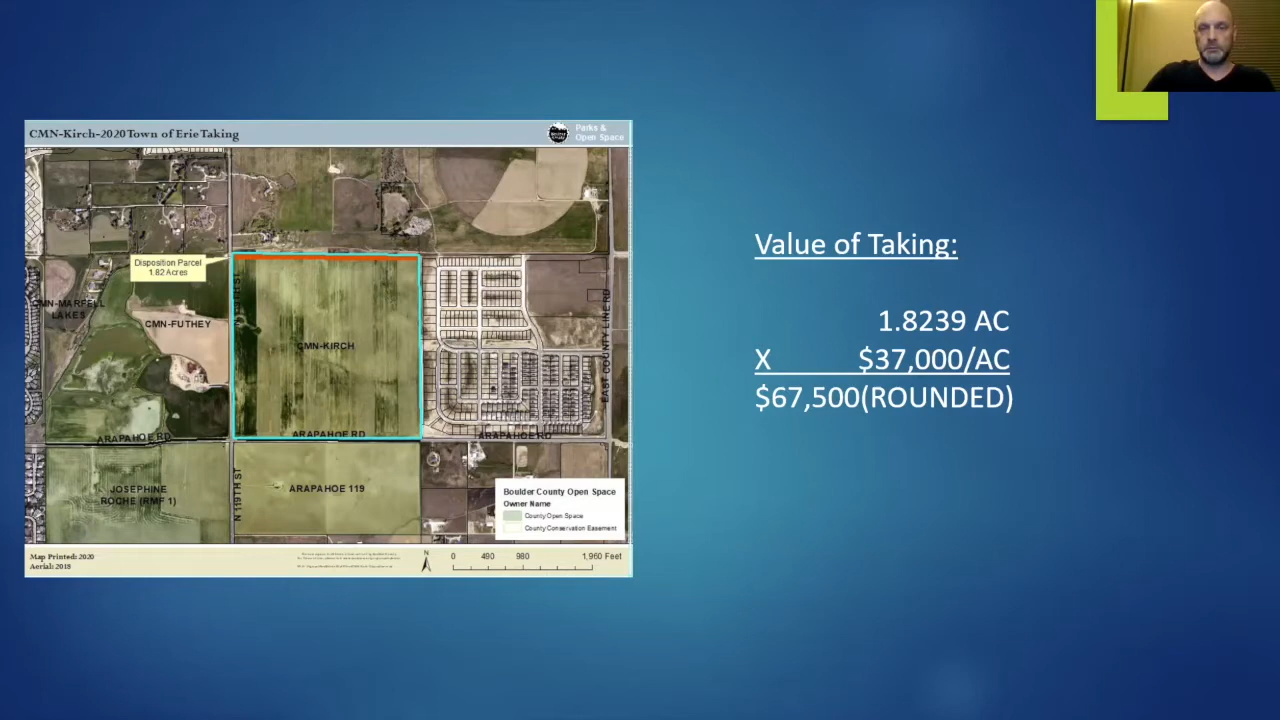 CMN-Kirch-2020 Town of Erie Taking
Parks &
Open Space
Disposition Parcel
1.82 Acres
CMN-MARFELL
LAKES
CMN-FUTHEY
CMN-KIRCH
EAST COUNTY LINE RD
ARAPAHOE RD
ARAPAHOE RD
ARAPAHOE RD
JOSEPHINE
ROCHE (RMF 1)
N 119TH ST
ARAPAHOE 119
Boulder County Open Space
Owner Name
County Open Space
County Conservation Easement
Map Printed: 2020
Aerial: 2018
N
0 490 980 1,960 Feet
Value of Taking:
1.8239 AC
X $37,000/AC
$67,500(ROUNDED)